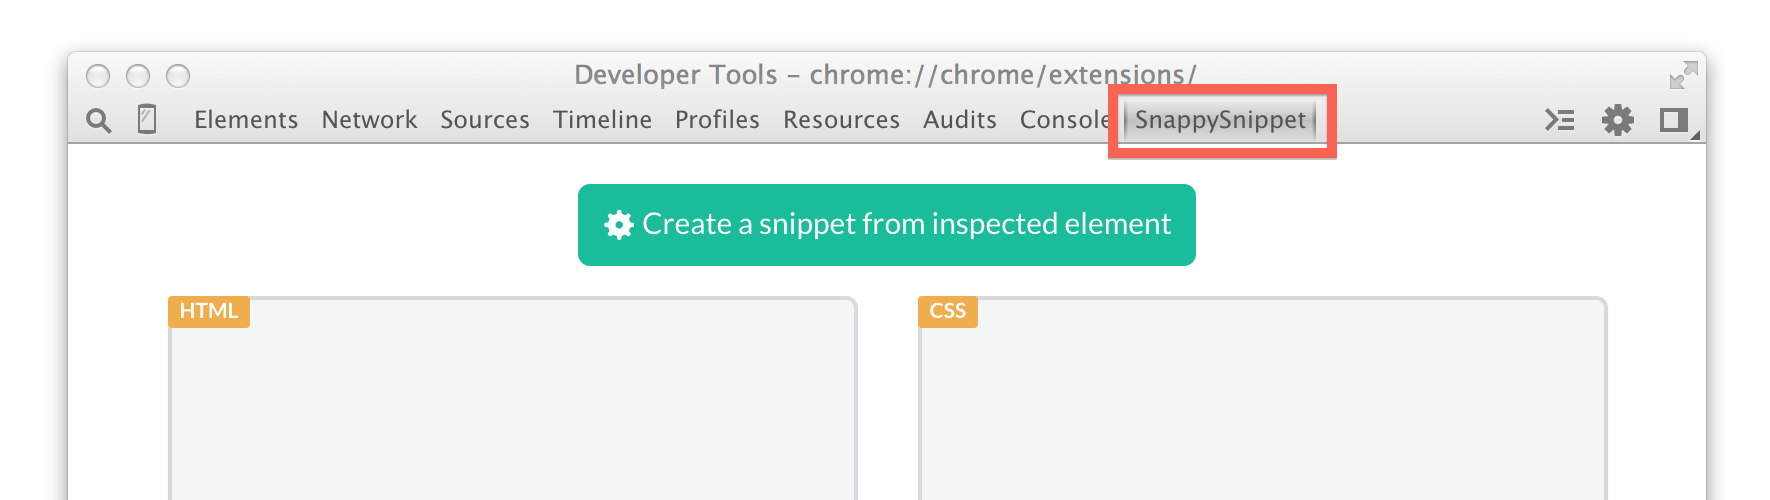 Developer Tools – chrome://chrome/extensions/
Elements Network Sources Timeline Profiles Resources Audits Console SnappySnippet
Create a snippet from inspected element
HTML CSS